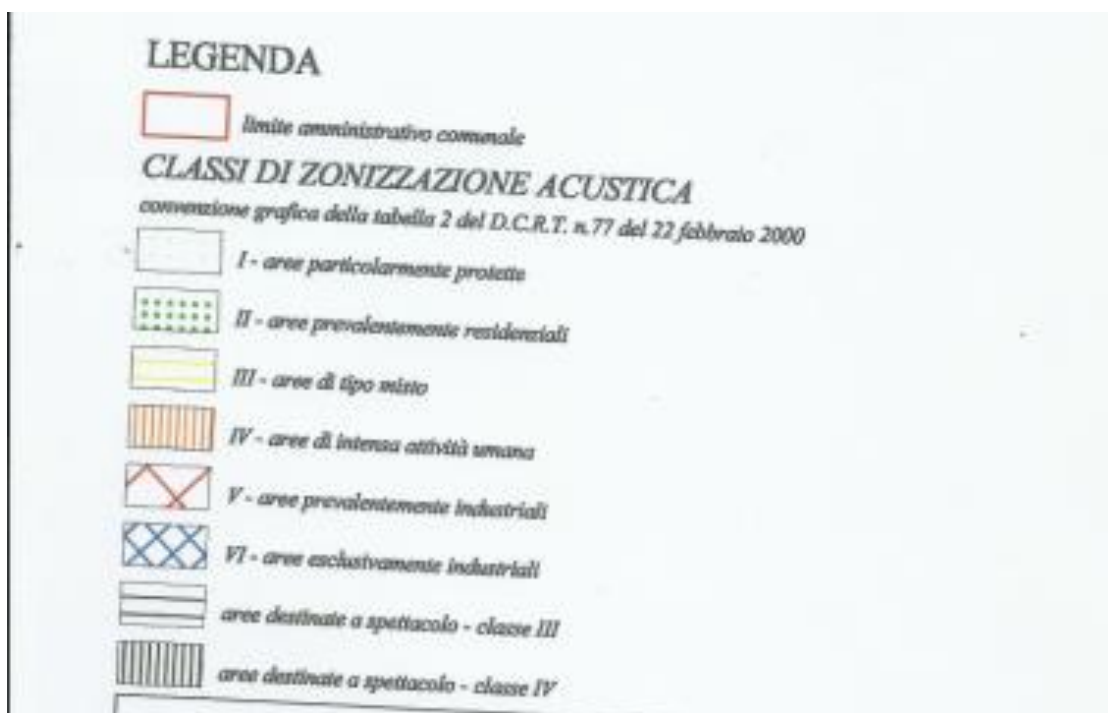 LEGENDA
limite amministrativo comunale
CLASSI DI ZONIZZAZIONE ACUSTICA
convenzione grafica della tabella 2 del D.C.R.T. n.77 del 22 febbraio 2000
I - aree particolarmente protette
II - aree prevalentemente residenziali
III - aree di tipo misto
IV - aree di intensa attività umana
V - aree prevalentemente industriali
VI - aree esclusivamente industriali
aree destinate a spettacolo - classe III
aree destinate a spettacolo - classe IV